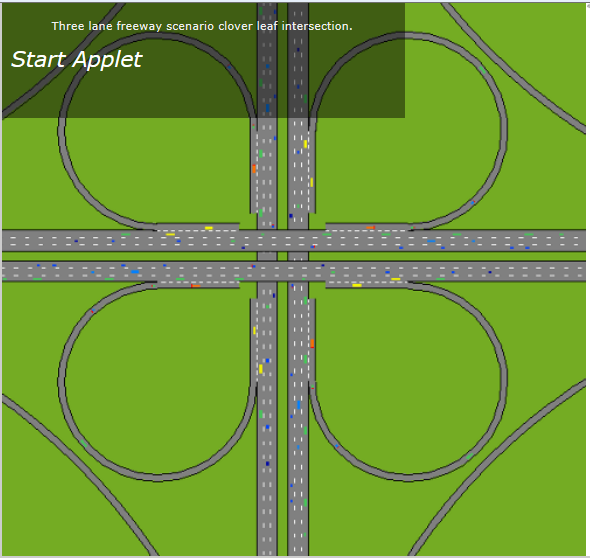 Three lane freeway scenario clover leaf intersection.
Start Applet